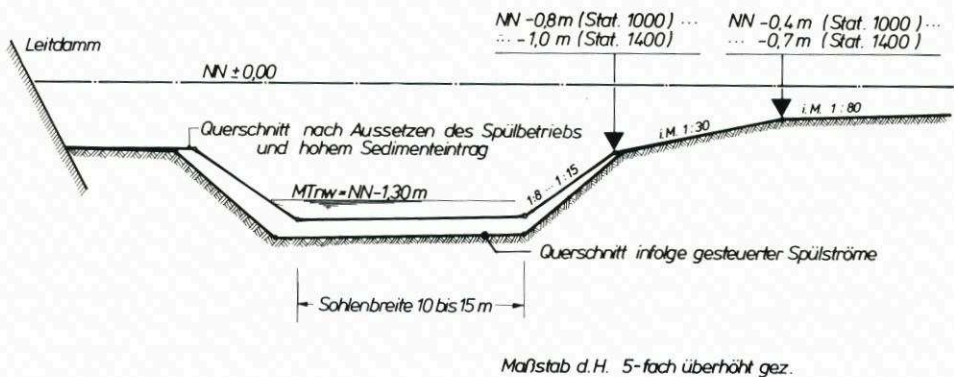 NN -0,8 m (Stat. 1000) ...
... -1,0 m (Stat. 1400)
NN -0,4 m (Stat. 1000) ...
... -0,7 m (Stat. 1400)
Leitdamm
NN ± 0,00
i.M. 1:80
i.M. 1:30
Querschnitt nach Aussetzen des Spülbetriebs
und hohem Sedimenteintrag
1:8 ... 1:15
MTnw = NN-1,30 m
Querschnitt infolge gesteuerter Spülströme
Sohlenbreite 10 bis 15 m
Maßstab d.H. 5-fach überhöht gez.